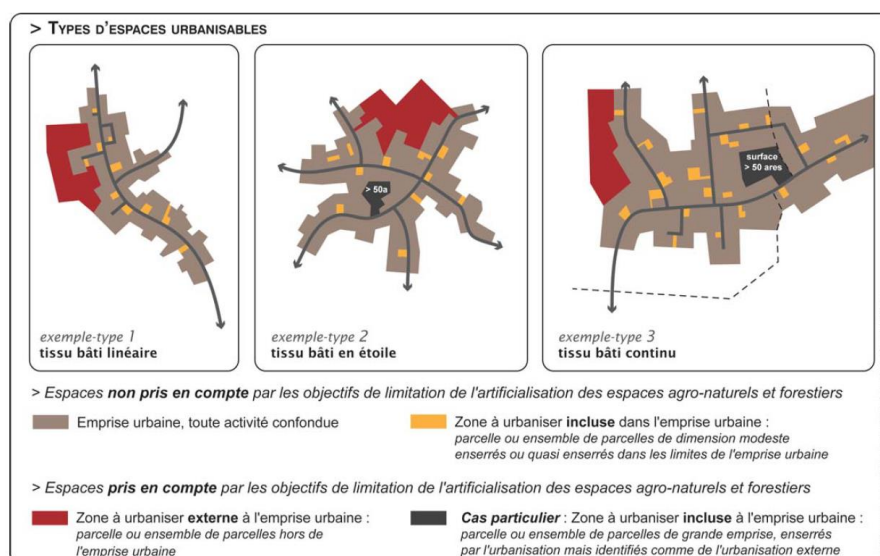 > TYPES D'ESPACES URBANISABLES
> 50a
surface
> 50 ares
exemple-type 1
tissu bâti linéaire
exemple-type 2
tissu bâti en étoile
exemple-type 3
tissu bâti continu
> Espaces non pris en compte par les objectifs de limitation de l'artificialisation des espaces agro-naturels et forestiers
Emprise urbaine, toute activité confondue
Zone à urbaniser incluse dans l'emprise urbaine :
parcelle ou ensemble de parcelles de dimension modeste
enserrés ou quasi enserrés dans les limites de l'emprise urbaine
> Espaces pris en compte par les objectifs de limitation de l'artificialisation des espaces agro-naturels et forestiers
Zone à urbaniser externe à l'emprise urbaine :
parcelle ou ensemble de parcelles hors de
l'emprise urbaine
Cas particulier : Zone à urbaniser incluse à l'emprise urbaine :
parcelle ou ensemble de parcelles de grande emprise, enserrés
par l'urbanisation mais identifiés comme de l'urbanisation externe